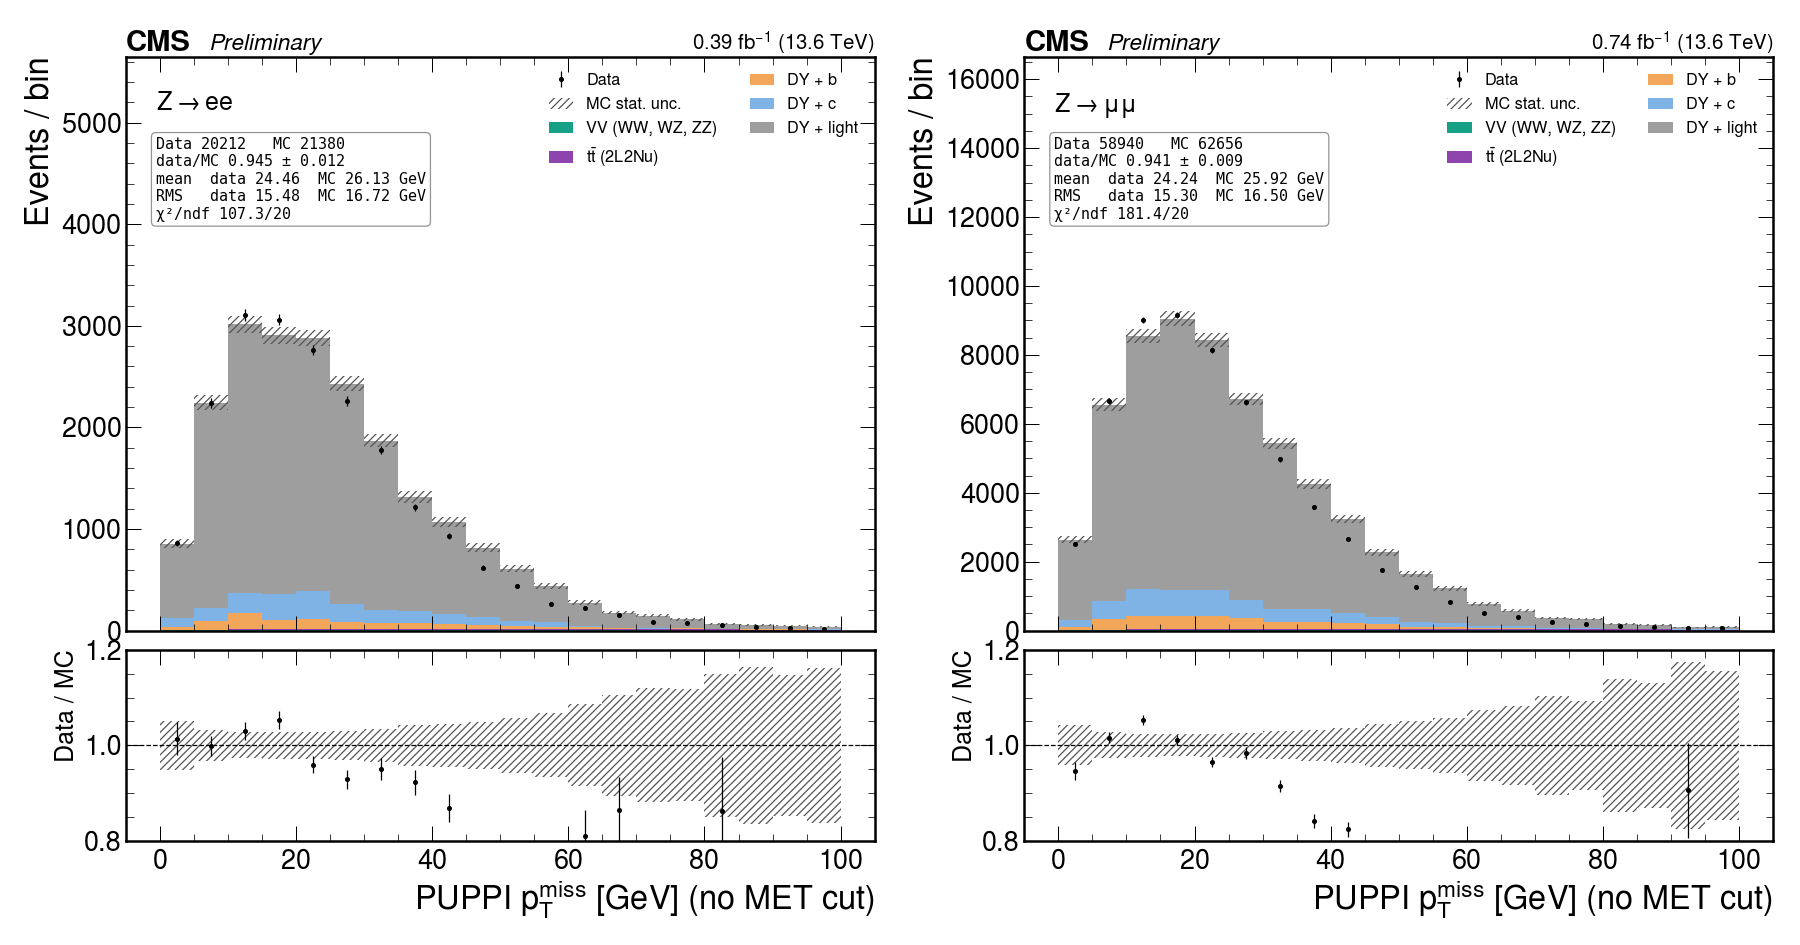 CMS Preliminary 0.39 fb⁻¹ (13.6 TeV)
Events / bin
Z → ee
Data
MC stat. unc.
VV (WW, WZ, ZZ)
tt̄ (2L2Nu)
DY + b
DY + c
DY + light
Data 20212 MC 21380
data/MC 0.945 ± 0.012
mean data 24.46 MC 26.13 GeV
RMS data 15.48 MC 16.72 GeV
χ²/ndf 107.3/20
5000
4000
3000
2000
1000
0
Data / MC
1.2
1.0
0.8
0 20 40 60 80 100
PUPPI p_T^miss [GeV] (no MET cut)
CMS Preliminary 0.74 fb⁻¹ (13.6 TeV)
Events / bin
Z → μμ
Data
MC stat. unc.
VV (WW, WZ, ZZ)
tt̄ (2L2Nu)
DY + b
DY + c
DY + light
Data 58940 MC 62656
data/MC 0.941 ± 0.009
mean data 24.24 MC 25.92 GeV
RMS data 15.30 MC 16.50 GeV
χ²/ndf 181.4/20
16000
14000
12000
10000
8000
6000
4000
2000
0
Data / MC
1.2
1.0
0.8
0 20 40 60 80 100
PUPPI p_T^miss [GeV] (no MET cut)